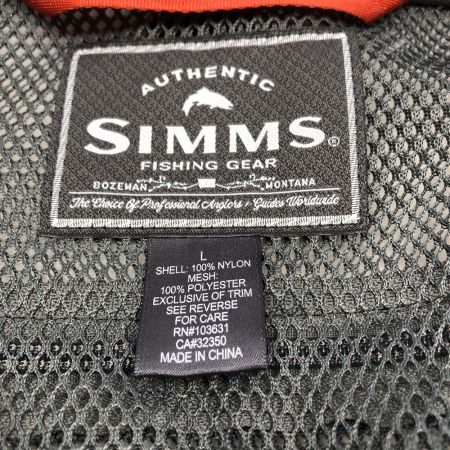 AUTHENTIC
SIMMS®
FISHING GEAR
BOZEMAN MONTANA
The Choice of Professional Anglers & Guides Worldwide
L
SHELL: 100% NYLON
MESH:
100% POLYESTER
EXCLUSIVE OF TRIM
SEE REVERSE
FOR CARE
RN#103631
CA#32350
MADE IN CHINA